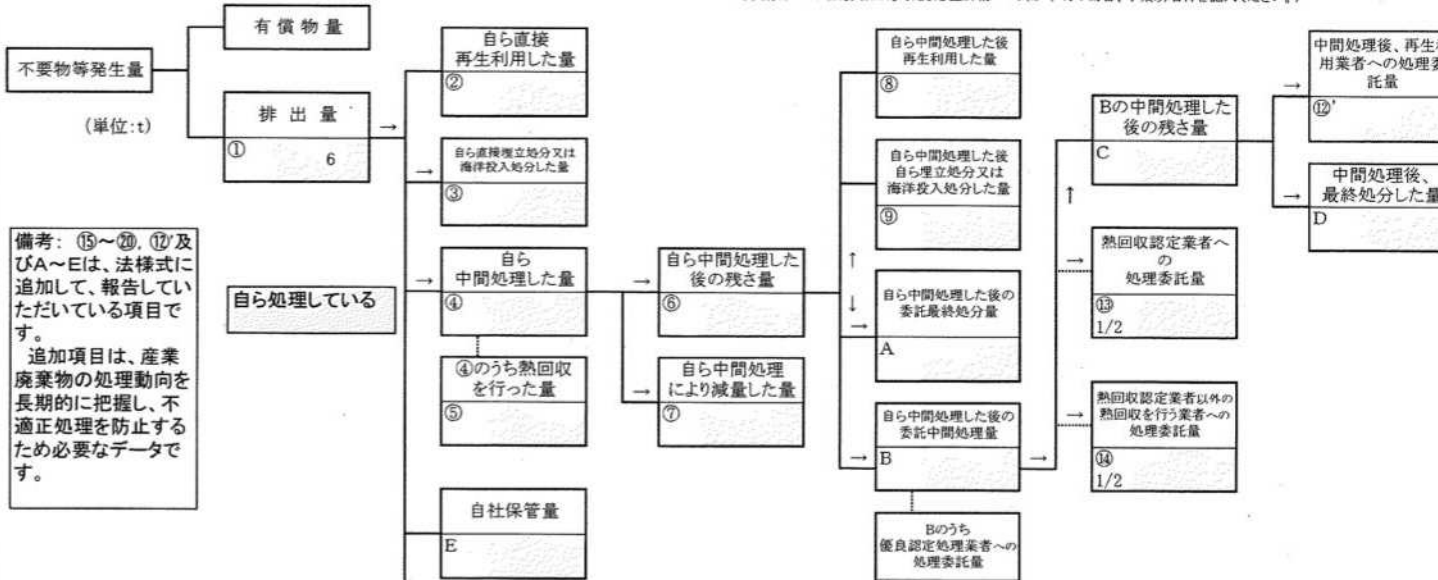 有 償 物 量
不要物等発生量
(単位:t)
排 出 量
①
6
→
自ら直接
再生利用した量
②
→
自ら直接埋立処分又は
海洋投入処分した量
③
備考: ⑮～⑳, ⑫'及
びA～Eは、法様式に
追加して、報告してい
ただいている項目で
す。
追加項目は、産業
廃棄物の処理動向を
長期的に把握し、不
適正処理を防止する
ため必要なデータで
す。
自ら処理している
→
自ら
中間処理した量
④
④のうち熱回収
を行った量
⑤
自社保管量
E
→
自ら中間処理した
後の残さ量
⑥
→
自ら中間処理
により減量した量
⑦
自ら中間処理した後
再生利用した量
⑧
自ら中間処理した後
自ら埋立処分又は
海洋投入処分した量
⑨
↑
↓
→
自ら中間処理した後の
委託最終処分量
A
→
自ら中間処理した後の
委託中間処理量
B
Bのうち
優良認定処理業者への
処理委託量
→
↑
Bの中間処理した
後の残さ量
C
→
熱回収認定業者へ
の
処理委託量
⑬
1/2
→
熱回収認定業者以外の
熱回収を行う業者への
処理委託量
⑭
1/2
→
中間処理後、再生利
用業者への処理委
託量
⑫'
→
中間処理後、
最終処分した量
D